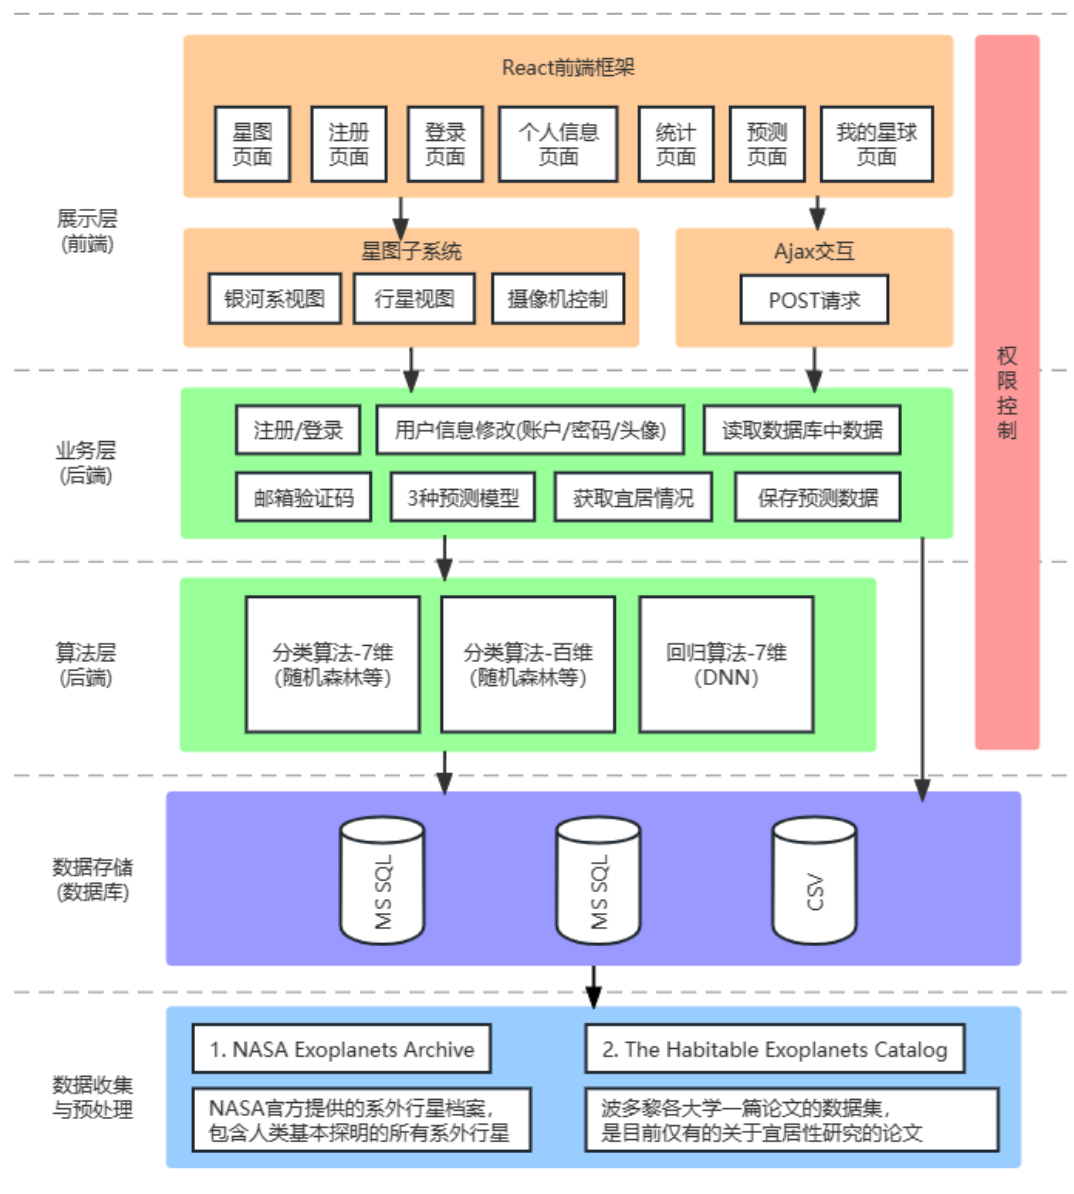 React前端框架
星图
页面
注册
页面
登录
页面
个人信息
页面
统计
页面
预测
页面
我的星球
页面
展示层
(前端)
星图子系统
银河系视图
行星视图
摄像机控制
Ajax交互
POST请求
权
限
控
制
业务层
(后端)
注册/登录
用户信息修改(账户/密码/头像)
读取数据库中数据
邮箱验证码
3种预测模型
获取宜居情况
保存预测数据
算法层
(后端)
分类算法-7维
（随机森林等）
分类算法-百维
（随机森林等）
回归算法-7维
（DNN）
数据存储
(数据库)
MS SQL
MS SQL
CSV
数据收集
与预处理
1. NASA Exoplanets Archive
NASA官方提供的系外行星档案，
包含人类基本探明的所有系外行星
2. The Habitable Exoplanets Catalog
波多黎各大学一篇论文的数据集，
是目前仅有的关于宜居性研究的论文